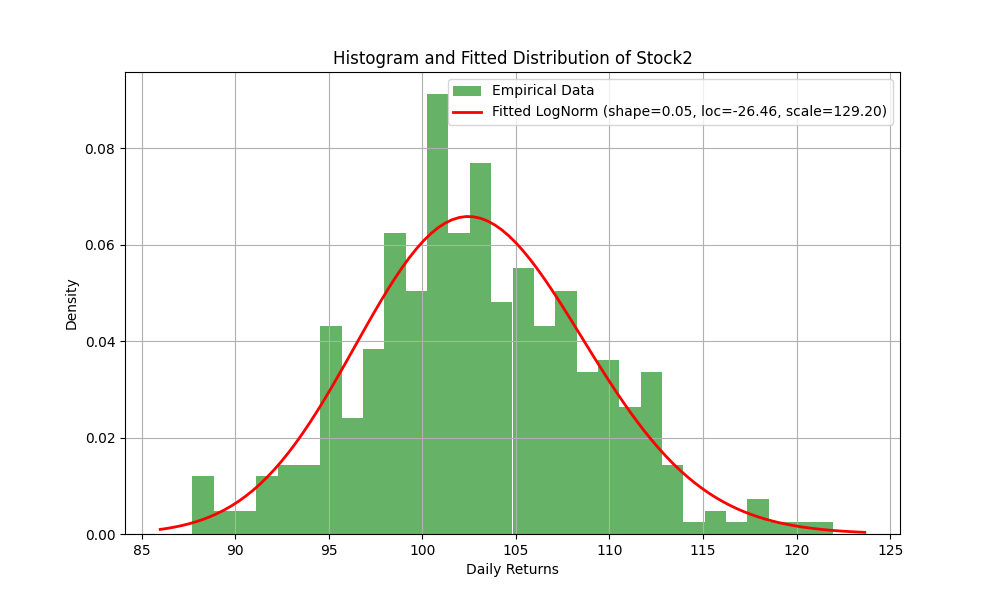 Histogram and Fitted Distribution of Stock2
Empirical Data
Fitted LogNorm (shape=0.05, loc=-26.46, scale=129.20)
Density
0.08
0.06
0.04
0.02
0.00
85 90 95 100 105 110 115 120 125
Daily Returns